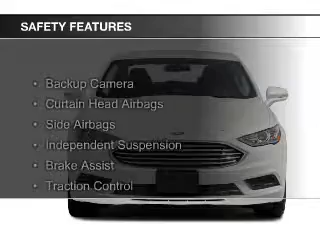 SAFETY FEATURES
• Backup Camera
• Curtain Head Airbags
• Side Airbags
• Independent Suspension
• Brake Assist
• Traction Control